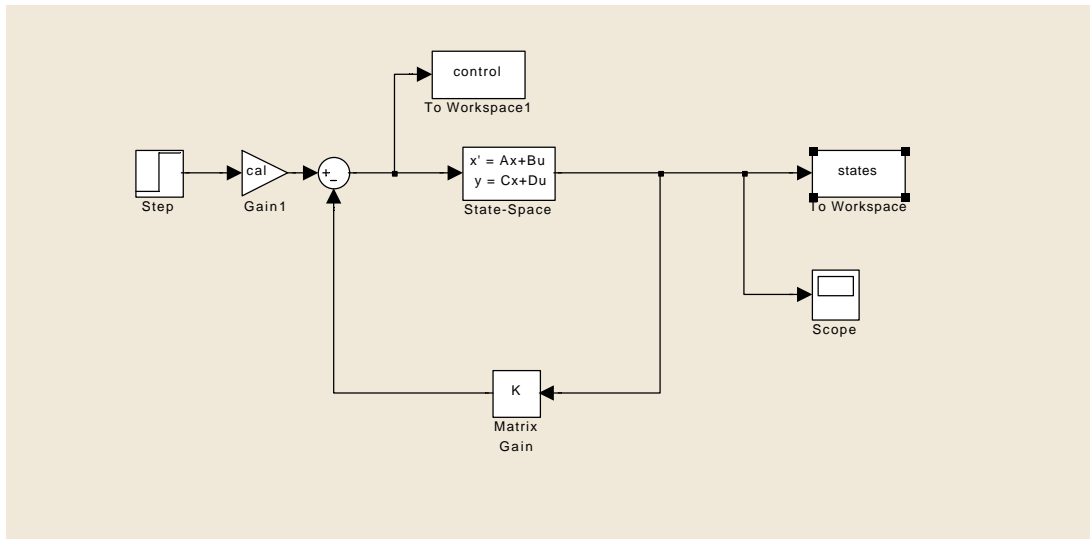 control
To Workspace1
Step
cal
Gain1
+
−
x' = Ax+Bu
y = Cx+Du
State-Space
states
To Workspace
Scope
K
Matrix
Gain